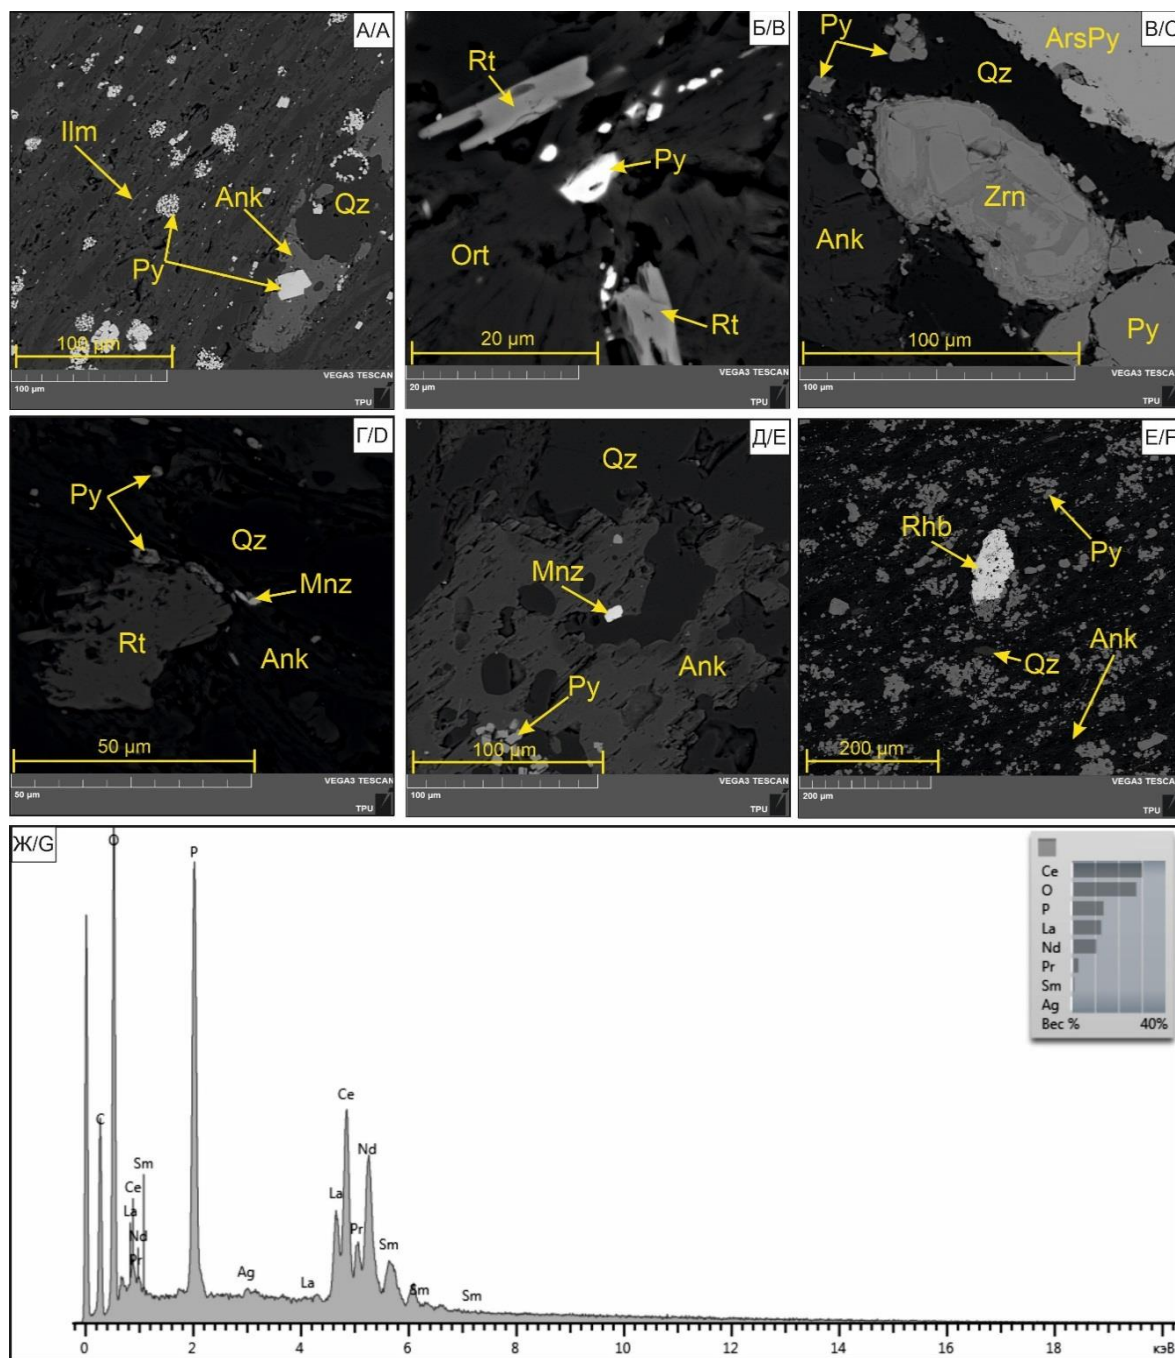 А/A
Ilm
Ank
Qz
Py
100 µm
VEGA3 TESCAN
100 µm
TPU
Б/B
Rt
Py
Ort
Rt
20 µm
VEGA3 TESCAN
20 µm
TPU
В/C
Py
ArsPy
Qz
Zrn
Ank
Py
100 µm
VEGA3 TESCAN
100 µm
TPU
Г/D
Py
Qz
Mnz
Rt
Ank
50 µm
VEGA3 TESCAN
50 µm
TPU
Д/E
Qz
Mnz
Ank
Py
100 µm
VEGA3 TESCAN
100 µm
TPU
Е/F
Rhb
Py
Ank
Qz
200 µm
VEGA3 TESCAN
200 µm
TPU
Ж/G
O
P
C
Sm
Ce
La
Nd
Pr
Ag
La
La
Ce
Pr
Nd
Sm
Sm
Sm
0 2 4 6 8 10 12 14 16 18 кэВ
Ce
O
P
La
Nd
Pr
Sm
Ag
Вес % 40%